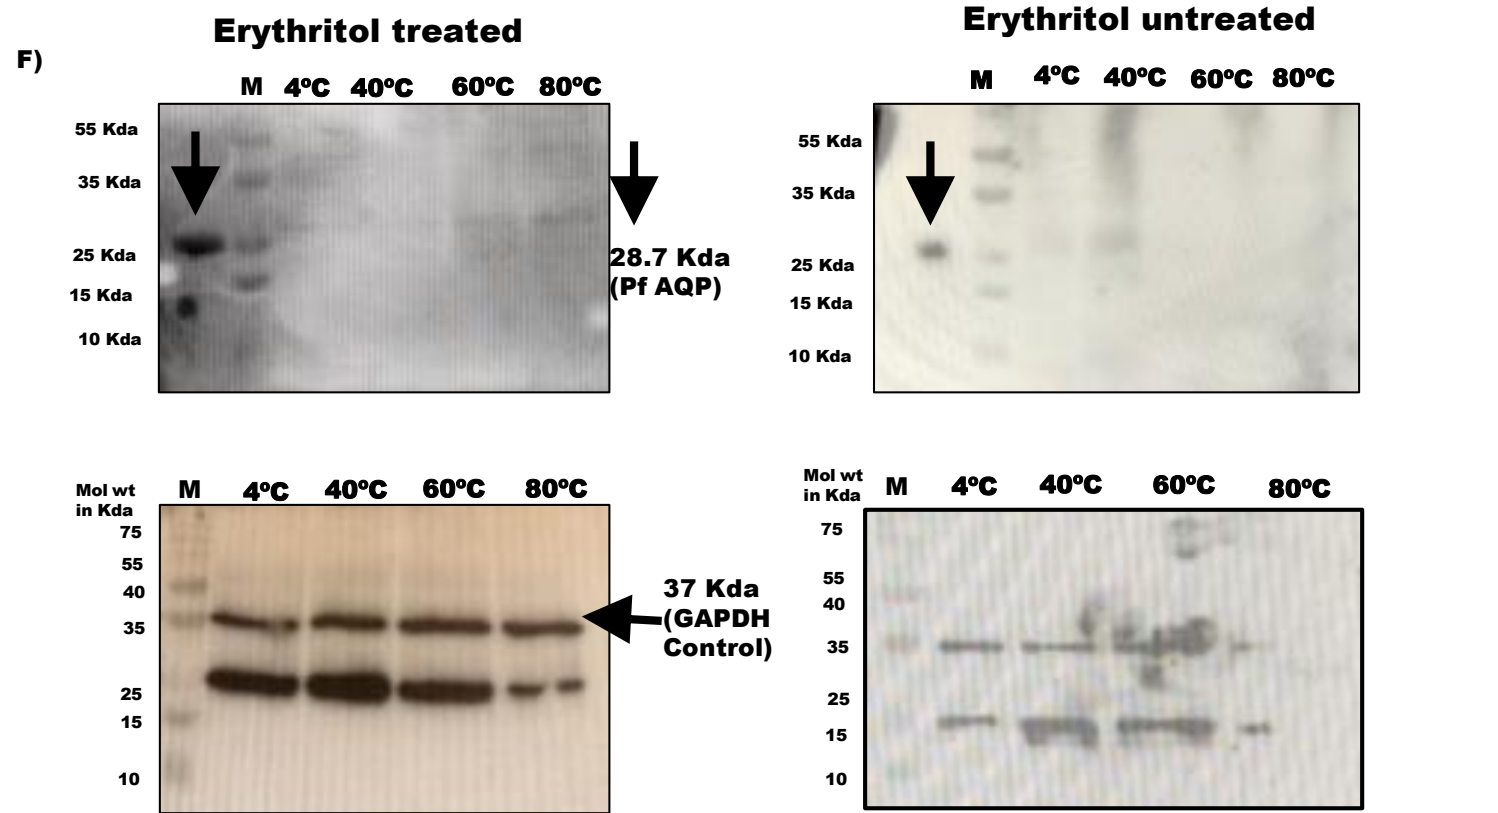 Erythritol treated
Erythritol untreated
F)
M 4ºC 40ºC 60ºC 80ºC
M 4ºC 40ºC 60ºC 80ºC
55 Kda
35 Kda
25 Kda
15 Kda
10 Kda
28.7 Kda
(Pf AQP)
55 Kda
35 Kda
25 Kda
15 Kda
10 Kda
Mol wt
in Kda
M 4ºC 40ºC 60ºC 80ºC
75
55
40
35
25
15
10
37 Kda
(GAPDH
Control)
Mol wt
in Kda
M 4ºC 40ºC 60ºC 80ºC
75
55
40
35
25
15
10